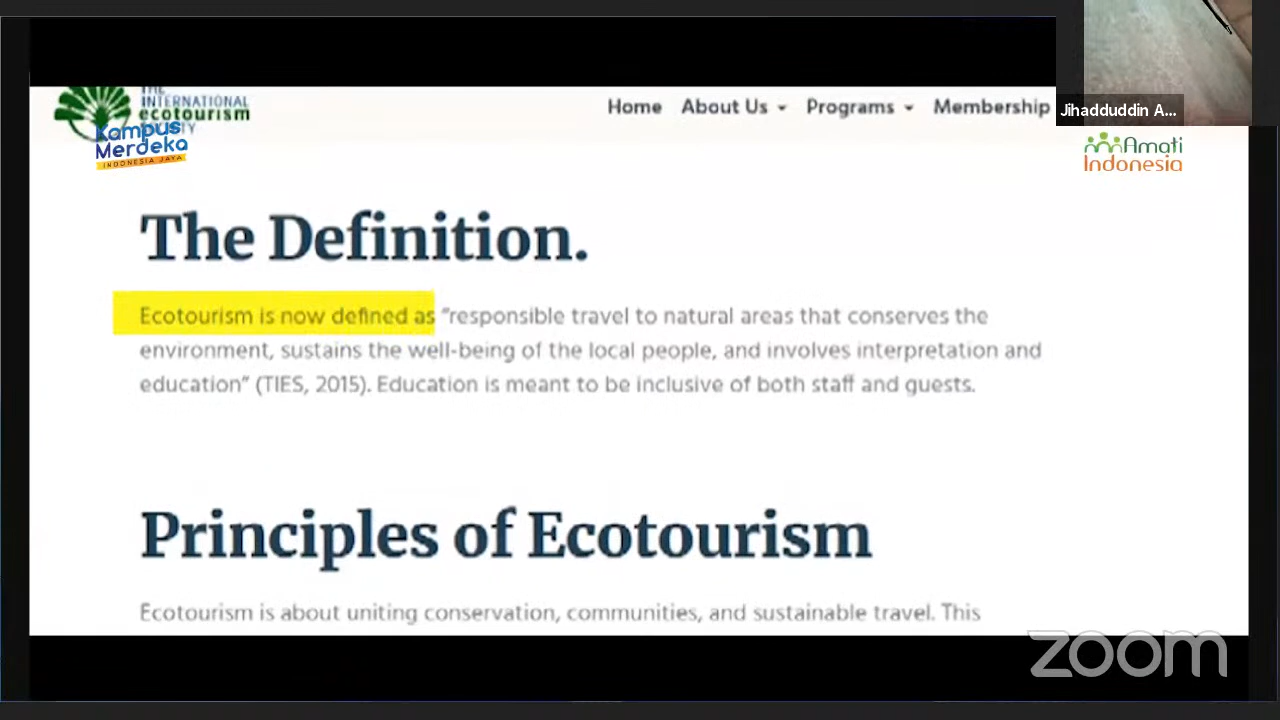 THE
INTERNATIONAL
ecotourism
Kampus
Merdeka
INDONESIA JAYA
Home About Us Programs Membership
Jihadduddin A...
Amati
Indonesia
The Definition.
Ecotourism is now defined as “responsible travel to natural areas that conserves the
environment, sustains the well-being of the local people, and involves interpretation and
education” (TIES, 2015). Education is meant to be inclusive of both staff and guests.
Principles of Ecotourism
Ecotourism is about uniting conservation, communities, and sustainable travel. This
zoom